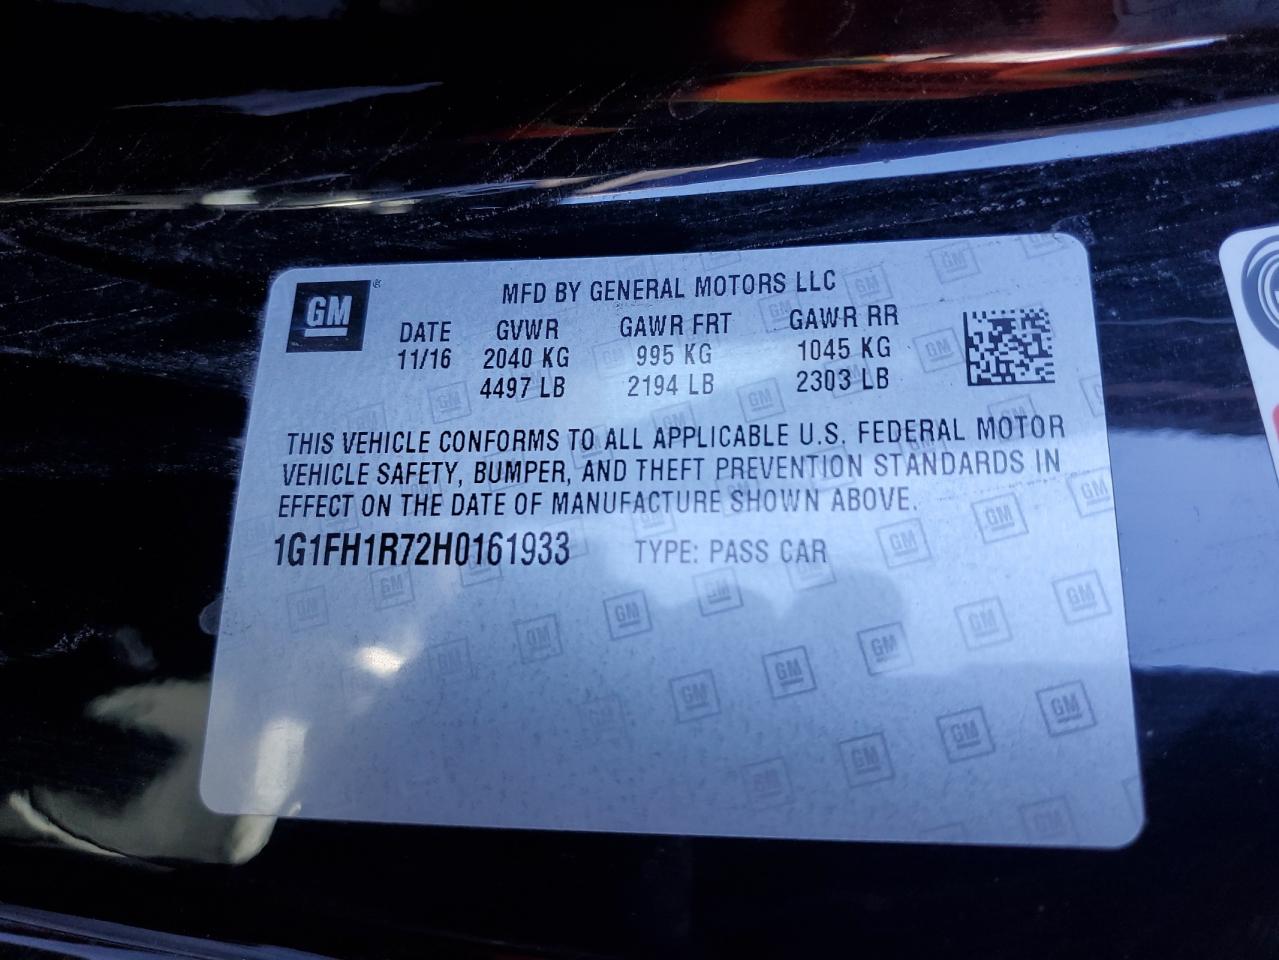 GM ®
MFD BY GENERAL MOTORS LLC
DATE GVWR GAWR FRT GAWR RR
11/16 2040 KG 995 KG 1045 KG
4497 LB 2194 LB 2303 LB
THIS VEHICLE CONFORMS TO ALL APPLICABLE U.S. FEDERAL MOTOR
VEHICLE SAFETY, BUMPER, AND THEFT PREVENTION STANDARDS IN
EFFECT ON THE DATE OF MANUFACTURE SHOWN ABOVE.
1G1FH1R72H0161933 TYPE: PASS CAR